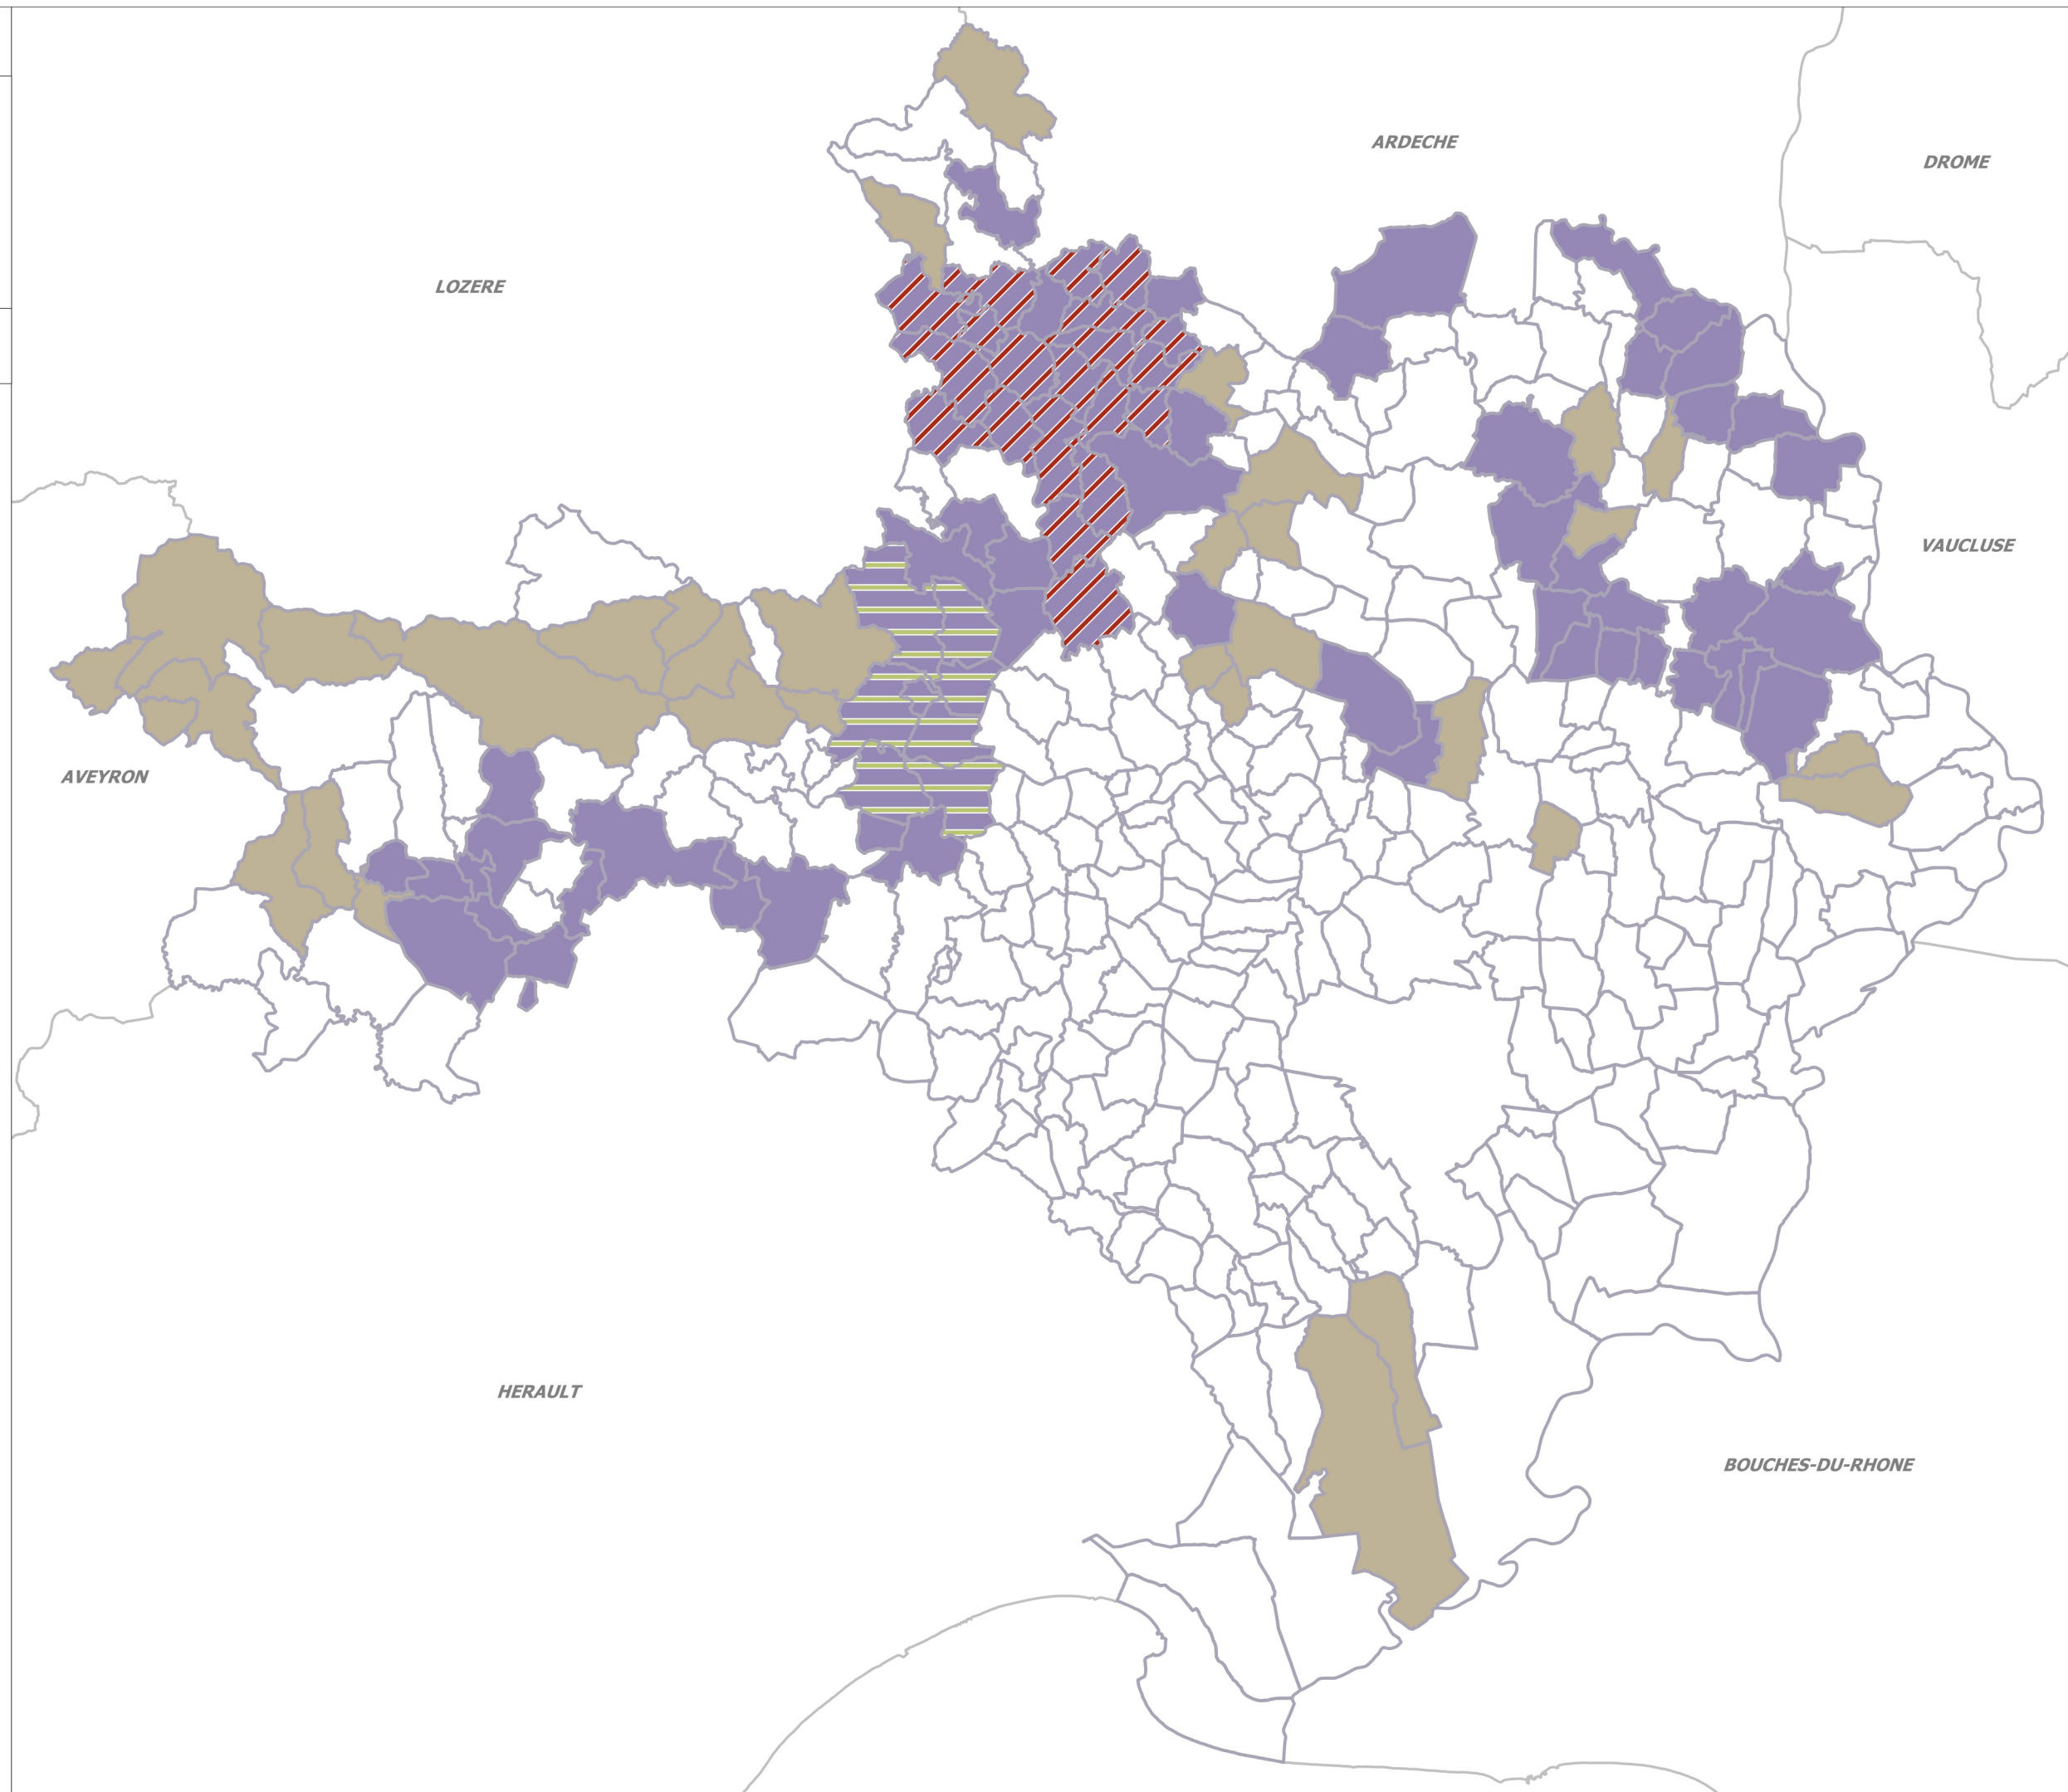 ARDECHE
DROME
LOZERE
VAUCLUSE
AVEYRON
HERAULT
BOUCHES-DU-RHONE